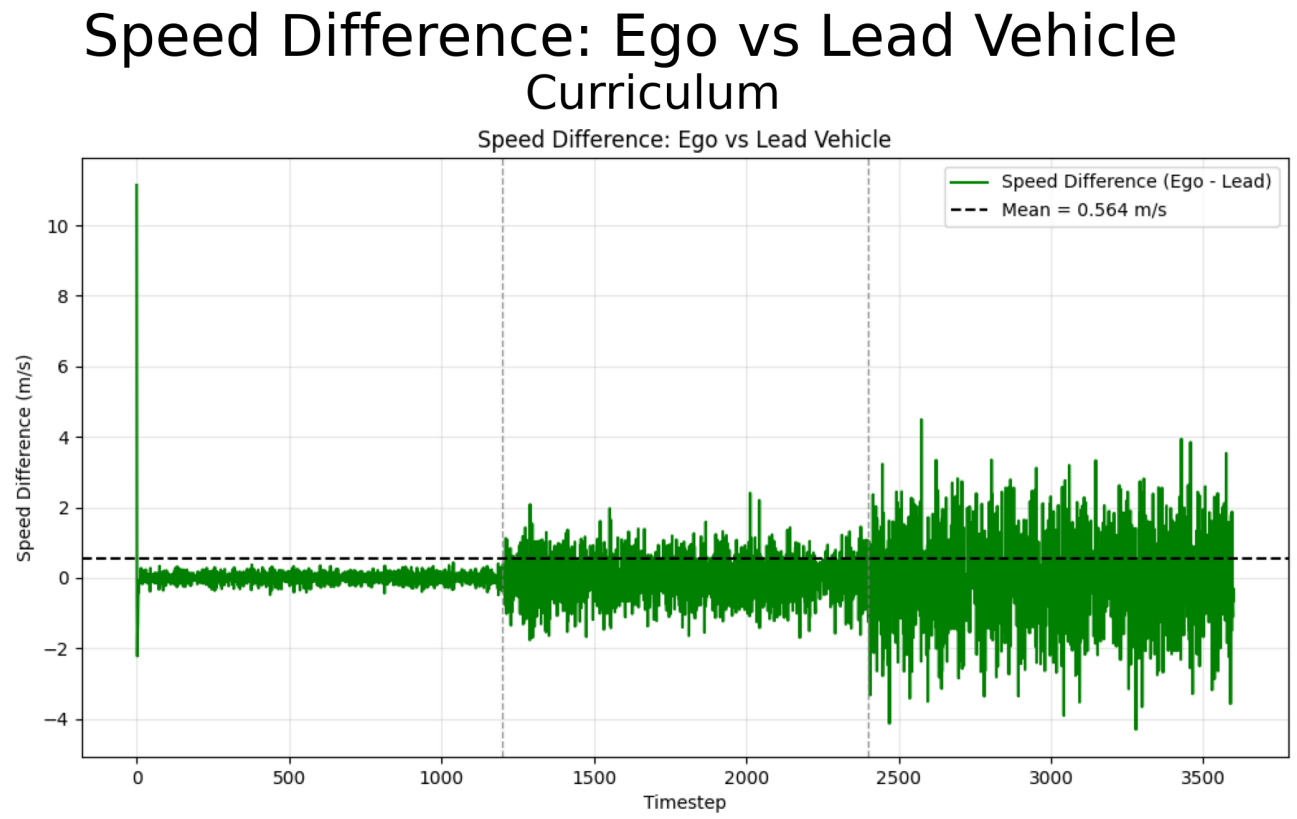 Speed Difference: Ego vs Lead Vehicle
Curriculum
Speed Difference: Ego vs Lead Vehicle
Speed Difference (Ego - Lead)
Mean = 0.564 m/s
Speed Difference (m/s)
10
8
6
4
2
0
−2
−4
0 500 1000 1500 2000 2500 3000 3500
Timestep